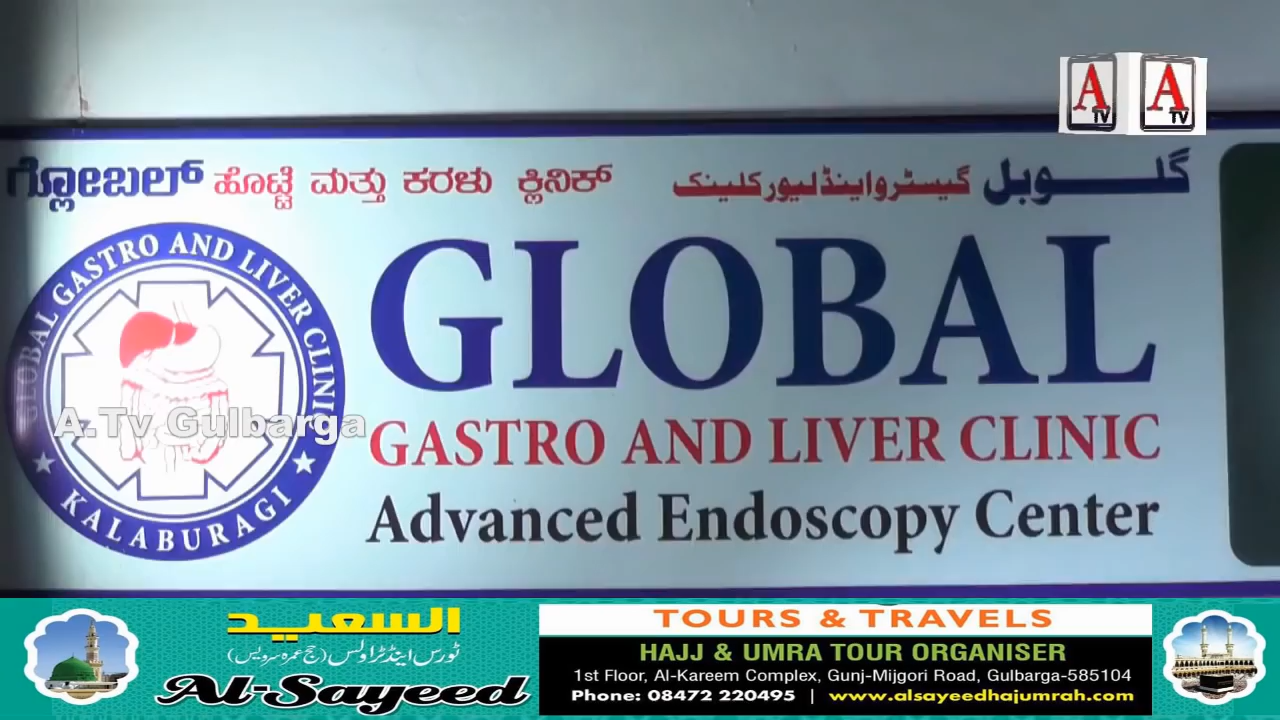 A TV A TV
ಗ್ಲೋಬಲ್ ಹೊಟ್ಟೆ ಮತ್ತು ಕರಳು ಕ್ಲಿನಿಕ್
گلوبل گیسٹرو اینڈ لیور کلینک
GLOBAL GASTRO AND LIVER CLINIC
KALABURAGI
GLOBAL
GASTRO AND LIVER CLINIC
Advanced Endoscopy Center
A.Tv Gulbarga
السعيد
ٹورس اینڈ ٹراولس (حج عمرہ سرویس)
Al-Sayeed
TOURS & TRAVELS
HAJJ & UMRA TOUR ORGANISER
1st Floor, Al-Kareem Complex, Gunj-Mijgori Road, Gulbarga-585104
Phone: 08472 220495 | www.alsayeedhajumrah.com